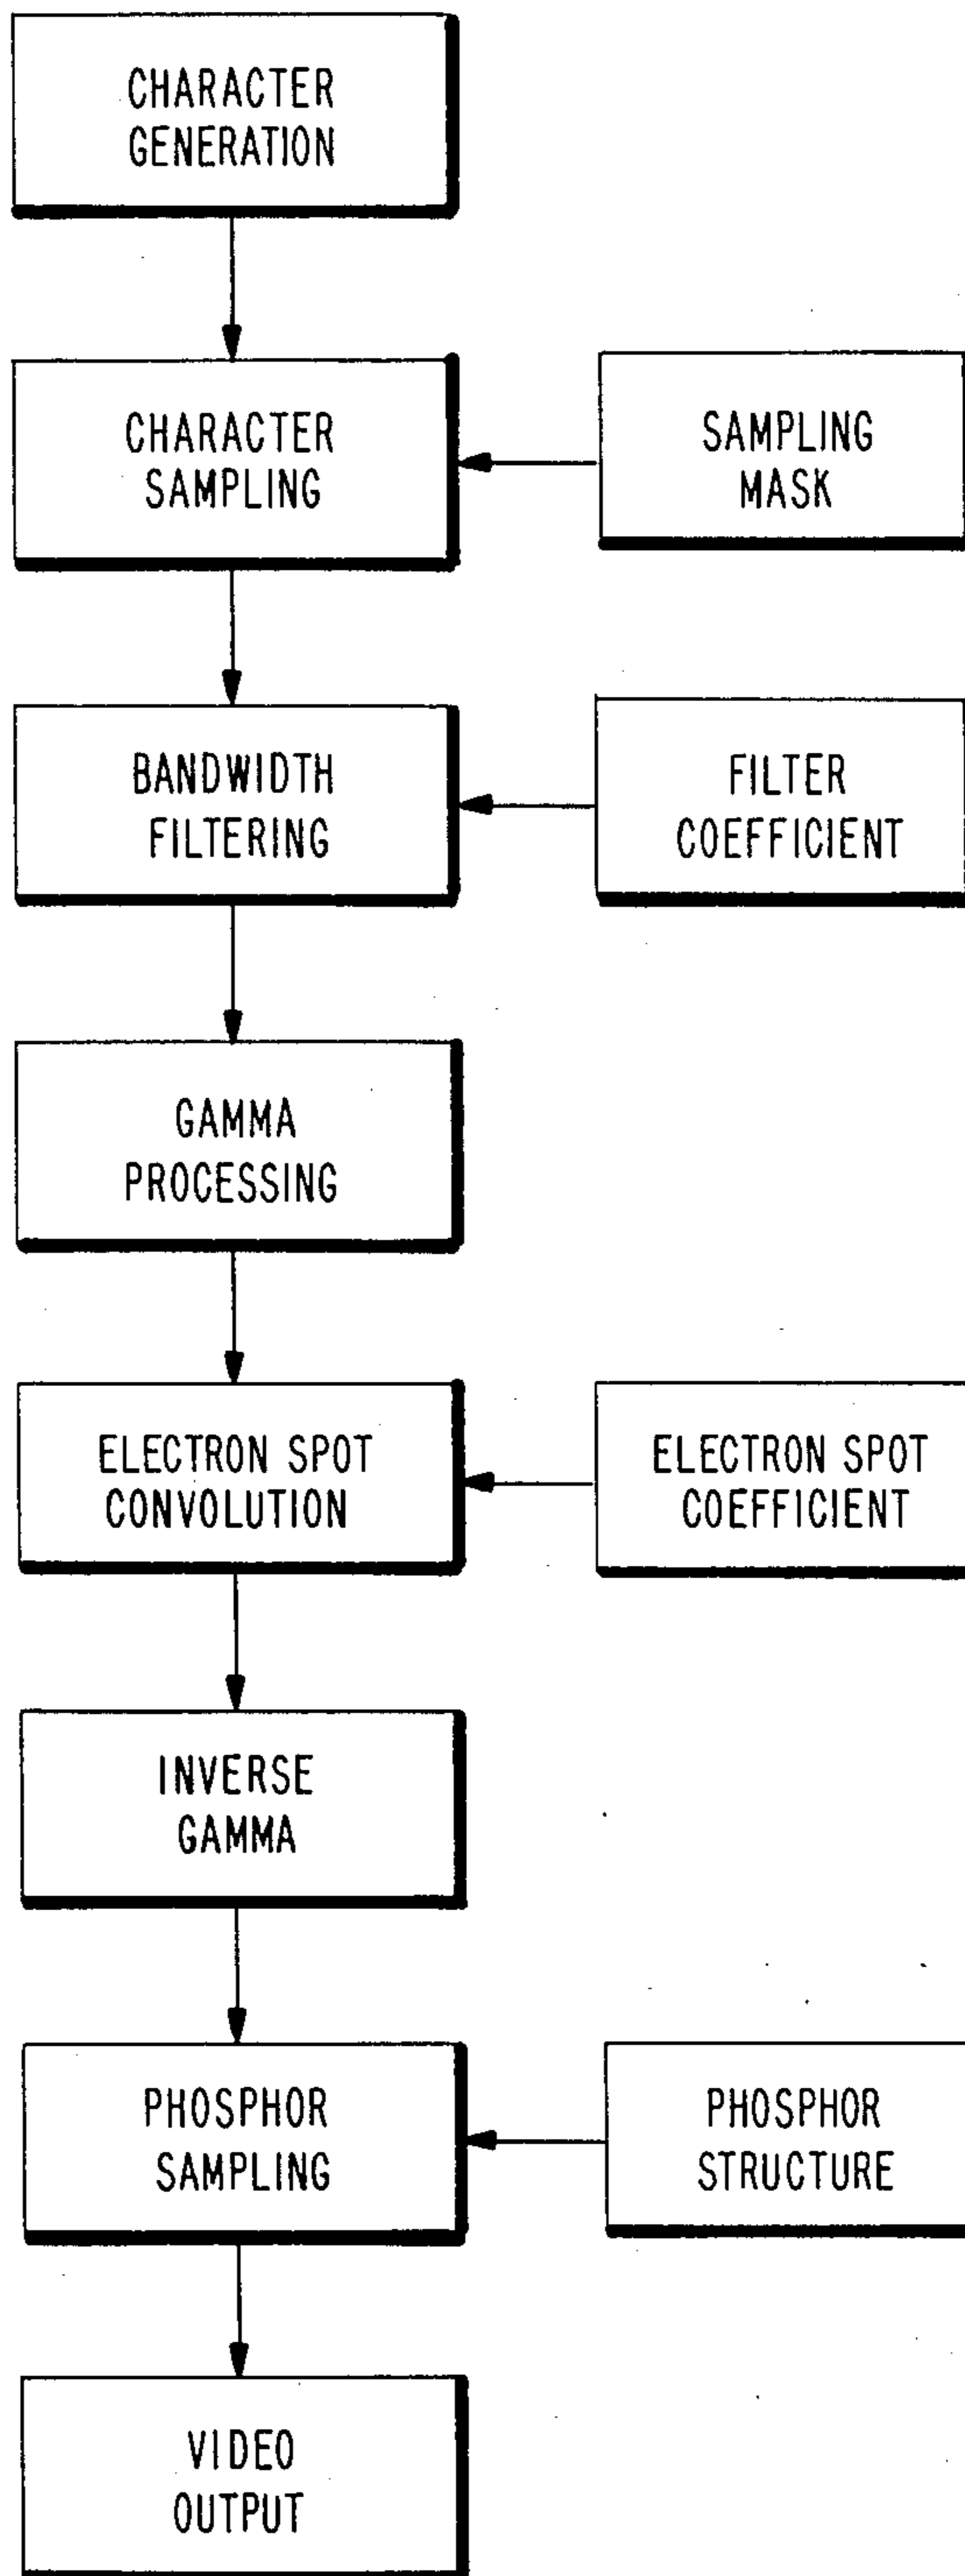 CHARACTER
GENERATION
CHARACTER
SAMPLING
SAMPLING
MASK
BANDWIDTH
FILTERING
FILTER
COEFFICIENT
GAMMA
PROCESSING
ELECTRON SPOT
CONVOLUTION
ELECTRON SPOT
COEFFICIENT
INVERSE
GAMMA
PHOSPHOR
SAMPLING
PHOSPHOR
STRUCTURE
VIDEO
OUTPUT